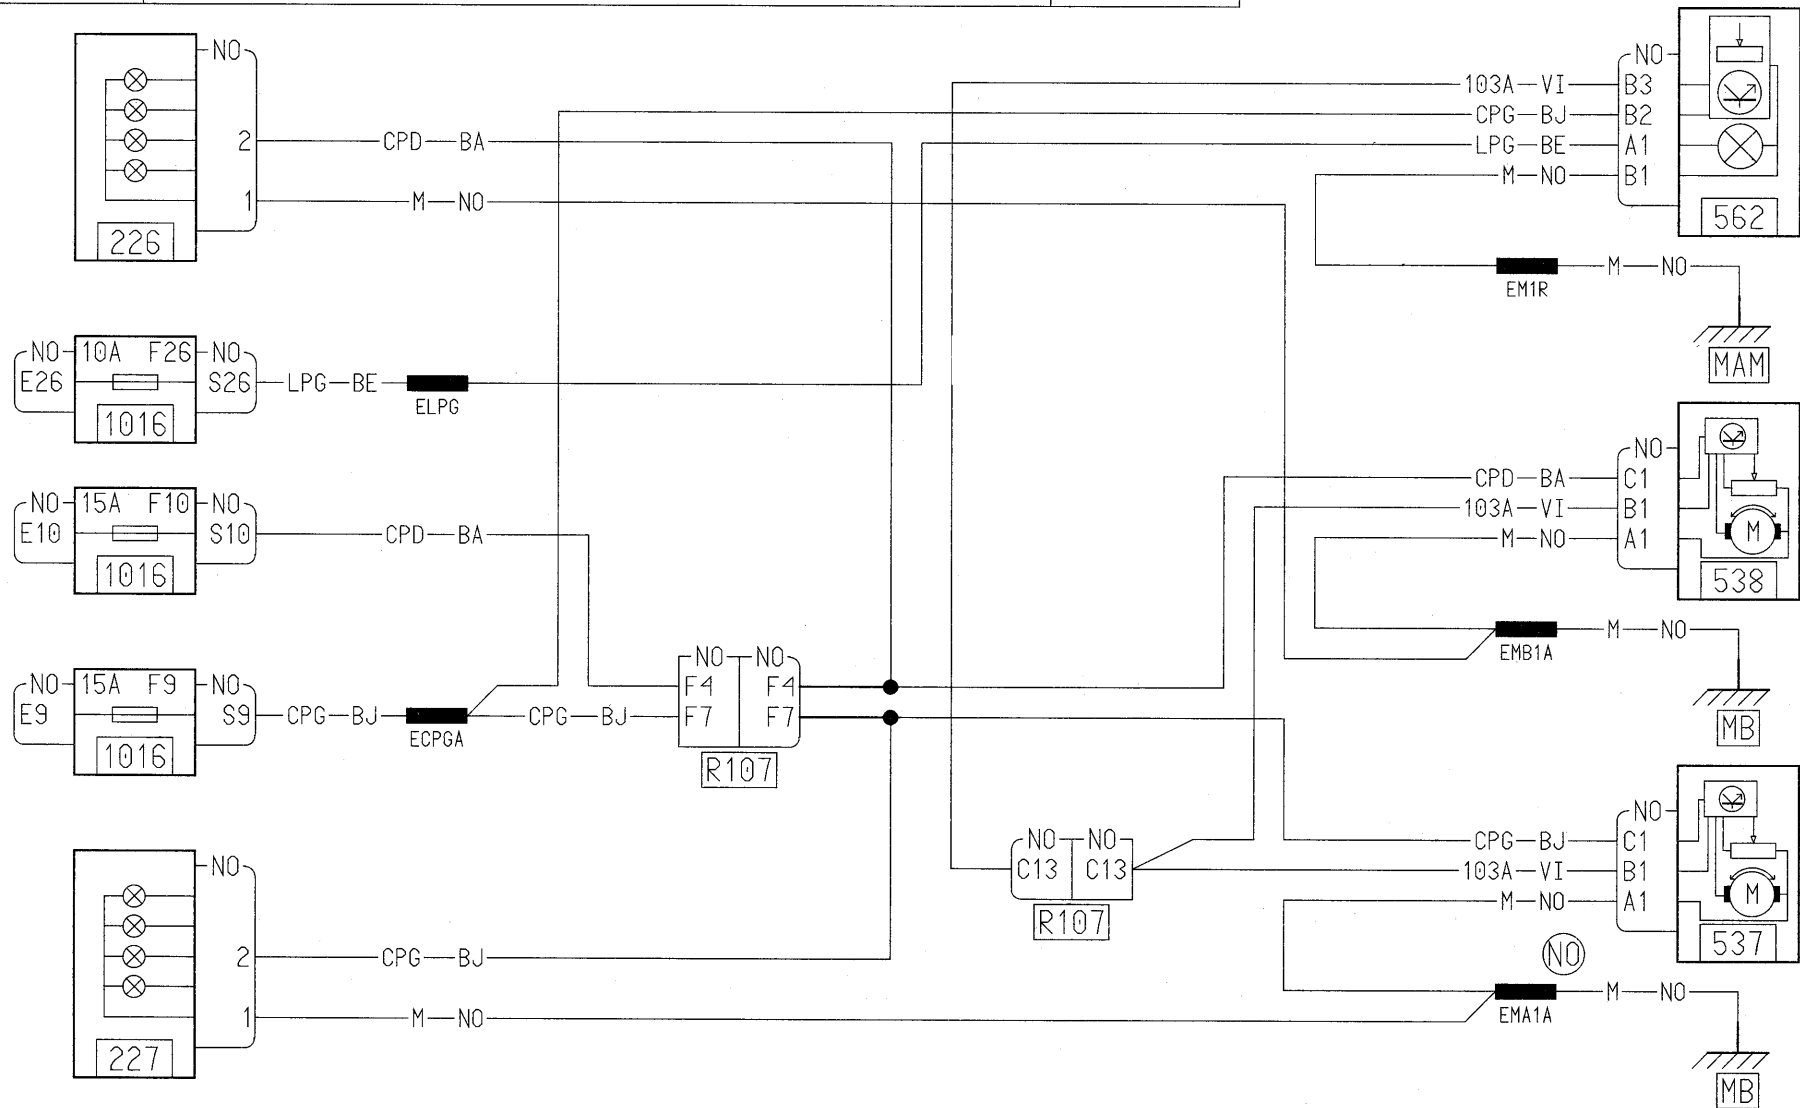 NO
2 CPD BA
1 M NO
226
NO 10A F26 NO
E26 S26 LPG BE
ELPG
1016
NO 15A F10 NO
E10 S10 CPD BA
1016
NO 15A F9 NO
E9 S9 CPG BJ CPG BJ
ECPGA
1016
NO NO
F4 F4
F7 F7
R107
NO
2 CPG BJ
1 M NO
227
NO NO
C13 C13
R107
NO
103A VI B3
CPG BJ B2
LPG BE A1
M NO B1
562
M NO
EM1R
MAM
NO
CPD BA C1
103A VI B1
M NO A1
M
538
M NO
EMB1A
MB
NO
CPG BJ C1
103A VI B1
M NO A1
M
537
NO
M NO
EMA1A
MB